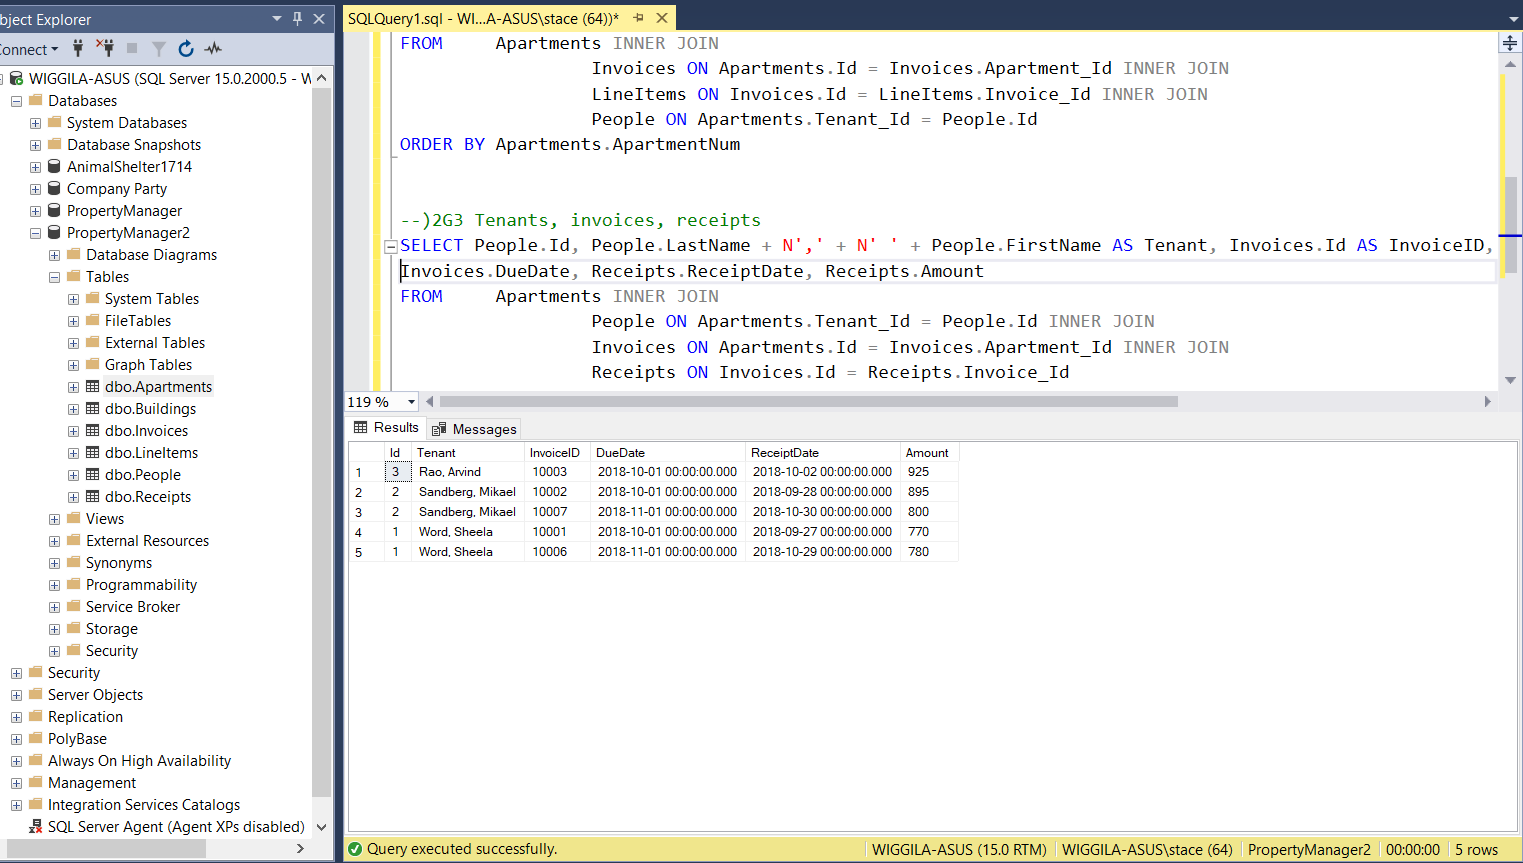 bject Explorer
onnect
WIGGILA-ASUS (SQL Server 15.0.2000.5 - W
Databases
System Databases
Database Snapshots
AnimalShelter1714
Company Party
PropertyManager
PropertyManager2
Database Diagrams
Tables
System Tables
FileTables
External Tables
Graph Tables
dbo.Apartments
dbo.Buildings
dbo.Invoices
dbo.LineItems
dbo.People
dbo.Receipts
Views
External Resources
Synonyms
Programmability
Service Broker
Storage
Security
Security
Server Objects
Replication
PolyBase
Always On High Availability
Management
Integration Services Catalogs
SQL Server Agent (Agent XPs disabled)
SQLQuery1.sql - WI...A-ASUS\stace (64))*
FROM Apartments INNER JOIN
Invoices ON Apartments.Id = Invoices.Apartment_Id INNER JOIN
LineItems ON Invoices.Id = LineItems.Invoice_Id INNER JOIN
People ON Apartments.Tenant_Id = People.Id
ORDER BY Apartments.ApartmentNum
--)2G3 Tenants, invoices, receipts
SELECT People.Id, People.LastName + N',' + N' ' + People.FirstName AS Tenant, Invoices.Id AS InvoiceID,
Invoices.DueDate, Receipts.ReceiptDate, Receipts.Amount
FROM Apartments INNER JOIN
People ON Apartments.Tenant_Id = People.Id INNER JOIN
Invoices ON Apartments.Id = Invoices.Apartment_Id INNER JOIN
Receipts ON Invoices.Id = Receipts.Invoice_Id
119 %
Results Messages
Id Tenant InvoiceID DueDate ReceiptDate Amount
1 3 Rao, Arvind 10003 2018-10-01 00:00:00.000 2018-10-02 00:00:00.000 925
2 2 Sandberg, Mikael 10002 2018-10-01 00:00:00.000 2018-09-28 00:00:00.000 895
3 2 Sandberg, Mikael 10007 2018-11-01 00:00:00.000 2018-10-30 00:00:00.000 800
4 1 Word, Sheela 10001 2018-10-01 00:00:00.000 2018-09-27 00:00:00.000 770
5 1 Word, Sheela 10006 2018-11-01 00:00:00.000 2018-10-29 00:00:00.000 780
Query executed successfully. WIGGILA-ASUS (15.0 RTM) WIGGILA-ASUS\stace (64) PropertyManager2 00:00:00 5 rows